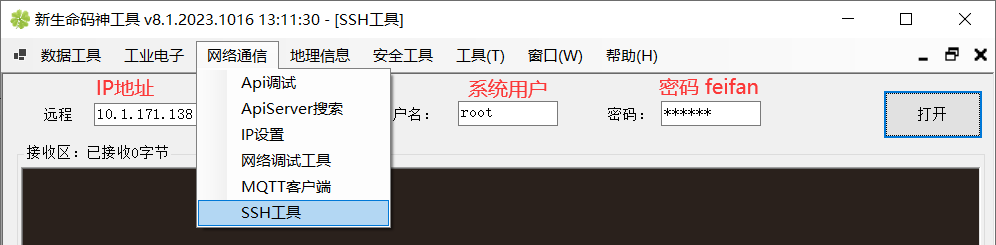 新生命码神工具 v8.1.2023.1016 13:11:30 - [SSH工具]
数据工具 工业电子 网络通信 地理信息 安全工具 工具(T) 窗口(W) 帮助(H)
IP地址 系统用户 密码 feifan
Api调试
远程 10.1.171.138 户名： root 密码： ****** 打开
ApiServer搜索
IP设置
接收区：已接收0字节
网络调试工具
MQTT客户端
SSH工具